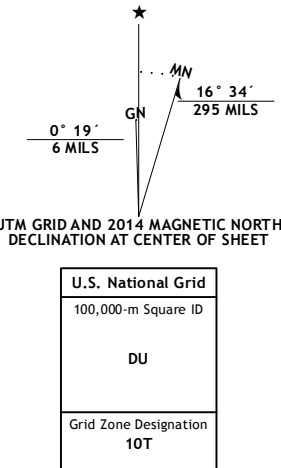 ★
MN
GN
16° 34´
295 MILS
0° 19´
6 MILS
UTM GRID AND 2014 MAGNETIC NORTH
DECLINATION AT CENTER OF SHEET
U.S. National Grid
100,000-m Square ID
DU
Grid Zone Designation
10T